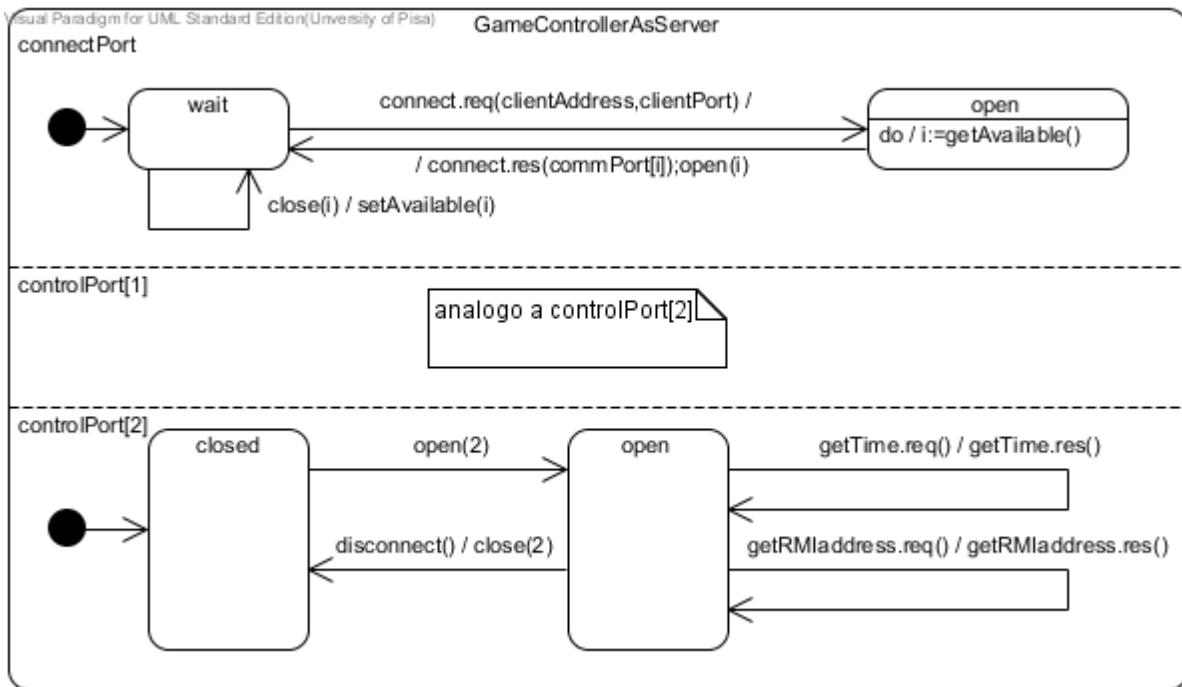 Visual Paradigm for UML Standard Edition(Unversity of Pisa)
GameControllerAsServer
connectPort
wait
connect.req(clientAddress,clientPort) /
open
do / i:=getAvailable()
/ connect.res(commPort[i]);open(i)
close(i) / setAvailable(i)
controlPort[1]
analogo a controlPort[2]
controlPort[2]
closed
open(2)
open
getTime.req() / getTime.res()
disconnect() / close(2)
getRMIaddress.req() / getRMIaddress.res()